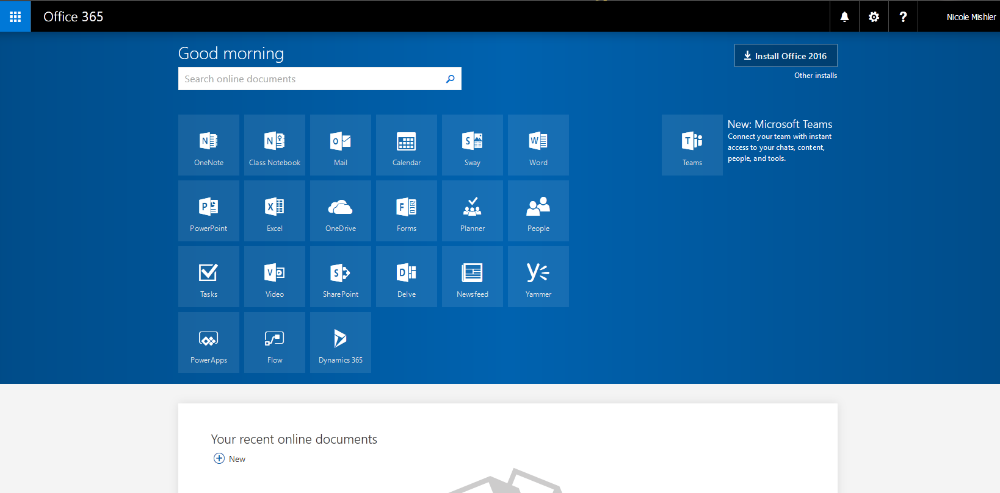 Office 365
Nicole Mishler
Good morning
Install Office 2016
Search online documents
Other installs
New: Microsoft Teams
Connect your team with instant
access to your chats, content,
people, and tools.
OneNote
Class Notebook
Mail
Calendar
Sway
Word
Teams
PowerPoint
Excel
OneDrive
Forms
Planner
People
Tasks
Video
SharePoint
Delve
Newsfeed
Yammer
PowerApps
Flow
Dynamics 365
Your recent online documents
New